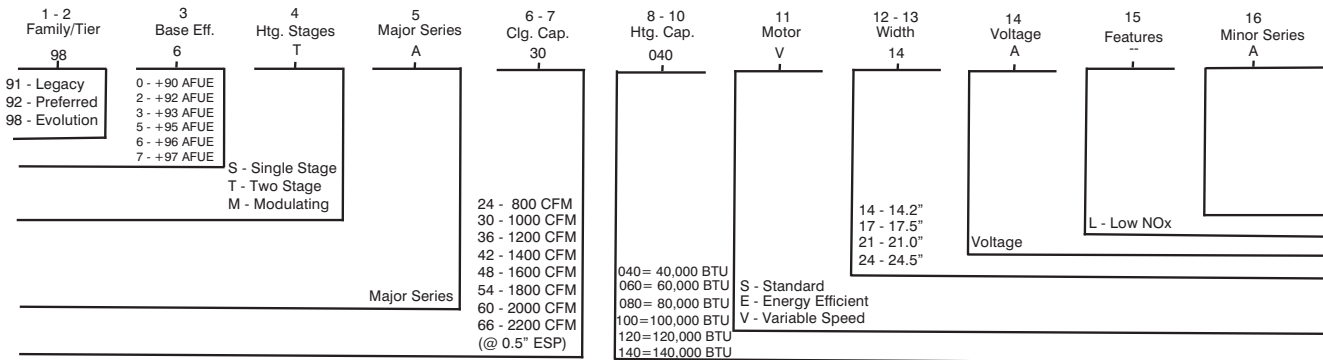 1 - 2
Family/Tier
98
91 - Legacy
92 - Preferred
98 - Evolution
3
Base Eff.
6
0 - +90 AFUE
2 - +92 AFUE
3 - +93 AFUE
5 - +95 AFUE
6 - +96 AFUE
7 - +97 AFUE
4
Htg. Stages
T
S - Single Stage
T - Two Stage
M - Modulating
5
Major Series
A
Major Series
6 - 7
Clg. Cap.
30
24 - 800 CFM
30 - 1000 CFM
36 - 1200 CFM
42 - 1400 CFM
48 - 1600 CFM
54 - 1800 CFM
60 - 2000 CFM
66 - 2200 CFM
(@ 0.5” ESP)
8 - 10
Htg. Cap.
040
040= 40,000 BTU
060= 60,000 BTU
080= 80,000 BTU
100=100,000 BTU
120=120,000 BTU
140=140,000 BTU
11
Motor
V
S - Standard
E - Energy Efficient
V - Variable Speed
12 - 13
Width
14
14 - 14.2”
17 - 17.5”
21 - 21.0”
24 - 24.5”
14
Voltage
A
Voltage
15
Features
--
L - Low NOx
16
Minor Series
A